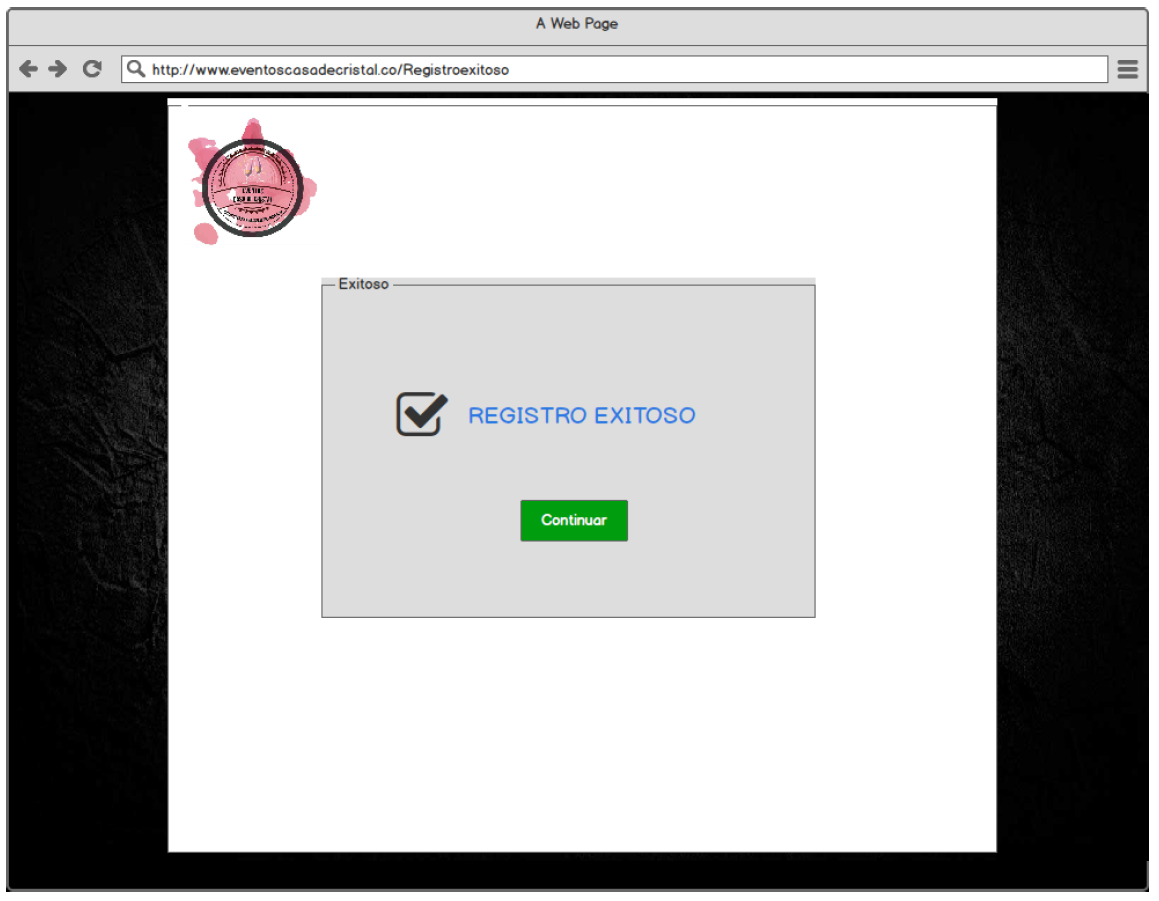 A Web Page
http://www.eventoscasadecristal.co/Registroexitoso
Exitoso
REGISTRO EXITOSO
Continuar